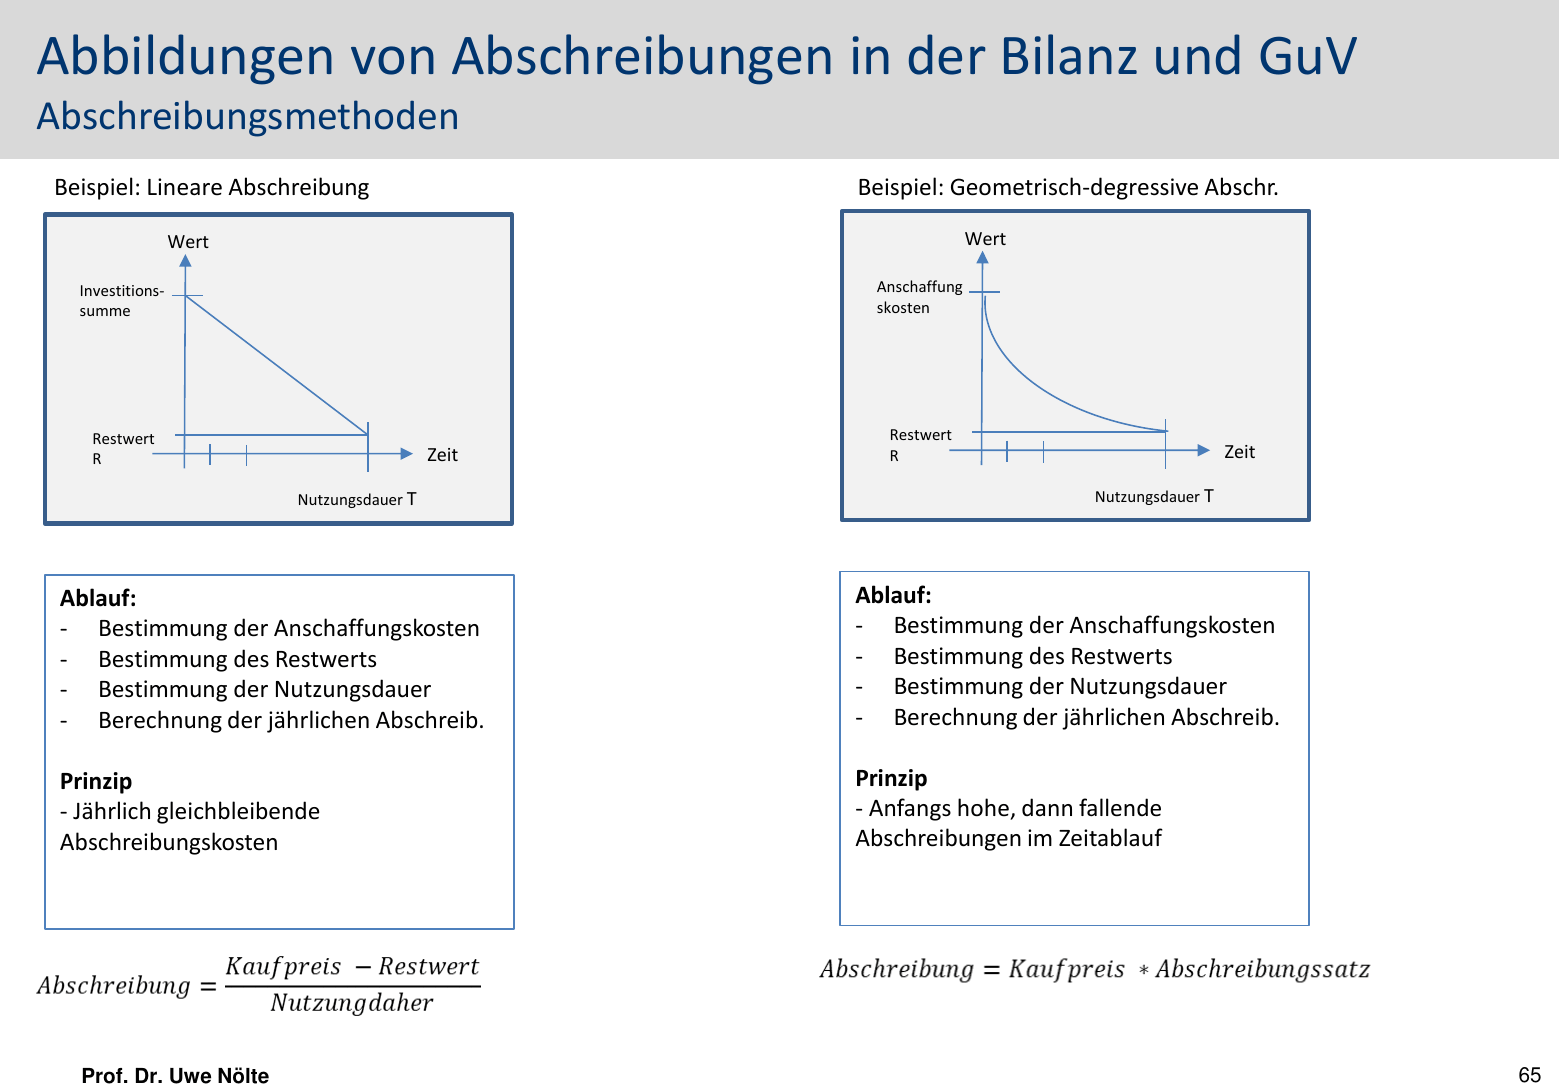 Abbildungen von Abschreibungen in der Bilanz und GuV
Abschreibungsmethoden
Beispiel: Lineare Abschreibung
Wert
Investitions-
summe
Restwert
R
Zeit
Nutzungsdauer T
Ablauf:
- Bestimmung der Anschaffungskosten
- Bestimmung des Restwerts
- Bestimmung der Nutzungsdauer
- Berechnung der jährlichen Abschreib.
Prinzip
- Jährlich gleichbleibende
Abschreibungskosten
Abschreibung = 
Kaufpreis − Restwert
Nutzungdaher
Beispiel: Geometrisch-degressive Abschr.
Wert
Anschaffung
skosten
Restwert
R
Zeit
Nutzungsdauer T
Ablauf:
- Bestimmung der Anschaffungskosten
- Bestimmung des Restwerts
- Bestimmung der Nutzungsdauer
- Berechnung der jährlichen Abschreib.
Prinzip
- Anfangs hohe, dann fallende
Abschreibungen im Zeitablauf
Abschreibung = Kaufpreis ∗ Abschreibungssatz
Prof. Dr. Uwe Nölte
65